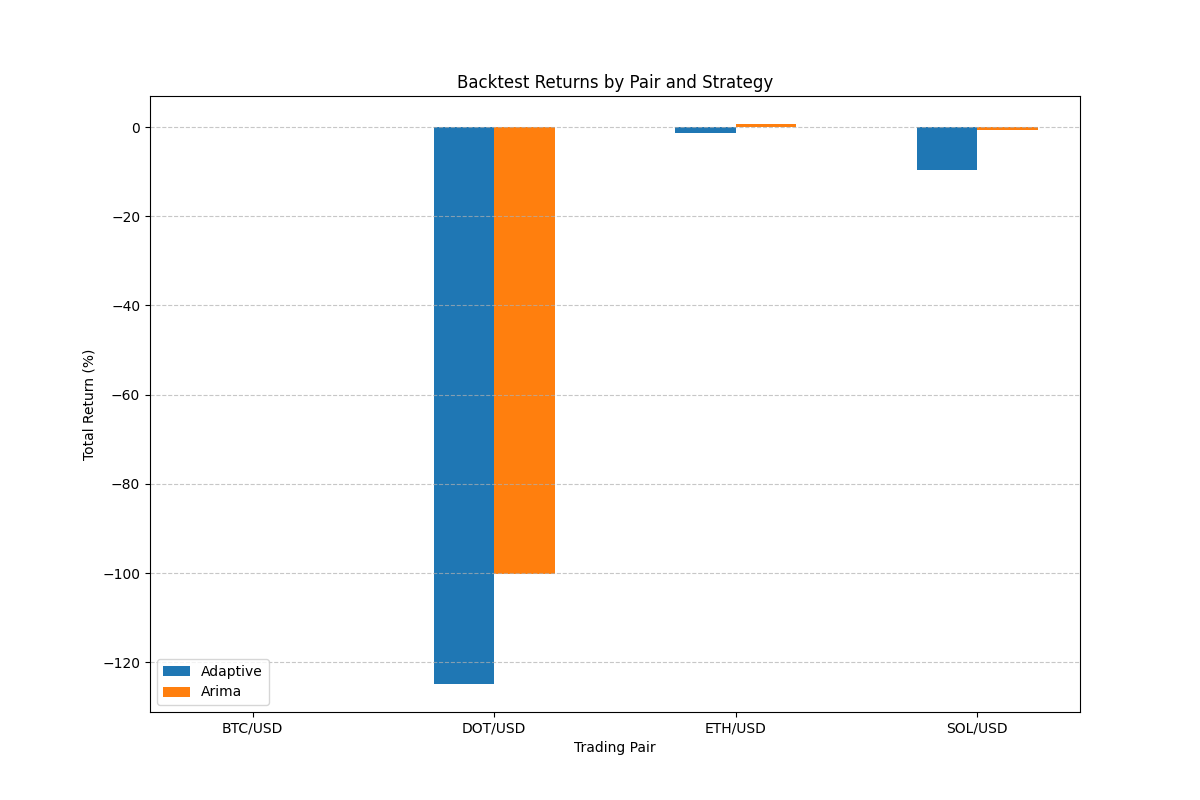 Backtest Returns by Pair and Strategy
Total Return (%)
0
−20
−40
−60
−80
−100
−120
Adaptive
Arima
BTC/USD DOT/USD ETH/USD SOL/USD
Trading Pair